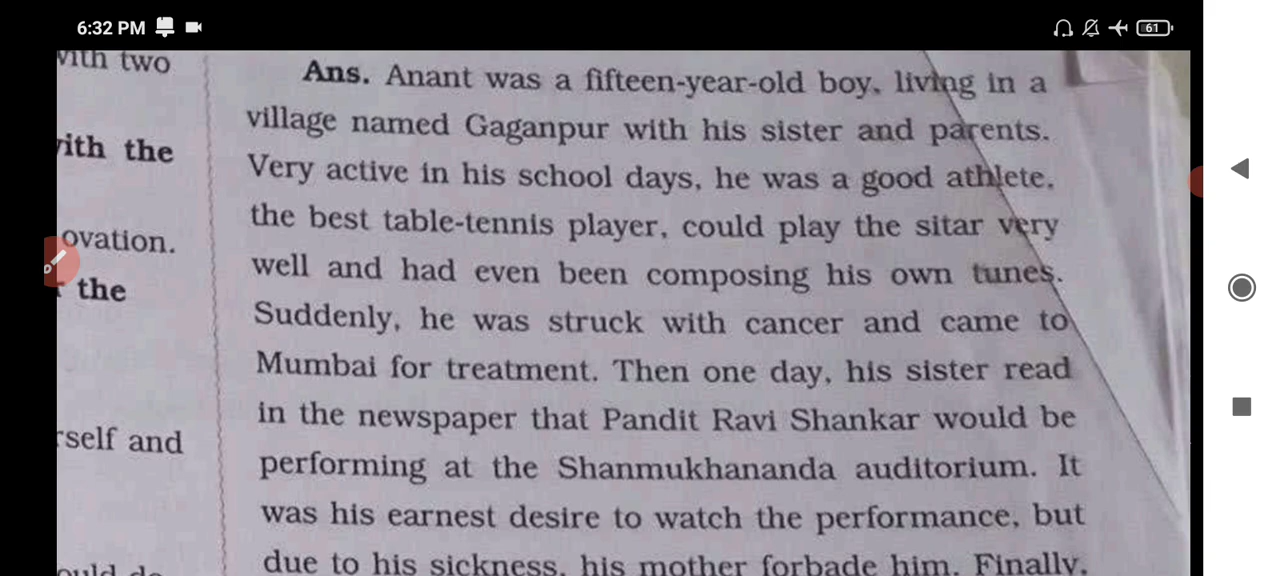 6:32 PM
61
with two
Ans. Anant was a fifteen-year-old boy, living in a
village named Gaganpur with his sister and parents.
with the
Very active in his school days, he was a good athlete,
the best table-tennis player, could play the sitar very
ovation.
well and had even been composing his own tunes.
the
Suddenly, he was struck with cancer and came to
Mumbai for treatment. Then one day, his sister read
in the newspaper that Pandit Ravi Shankar would be
rself and
performing at the Shanmukhananda auditorium. It
was his earnest desire to watch the performance, but
due to his sickness, his mother forbade him. Finally,